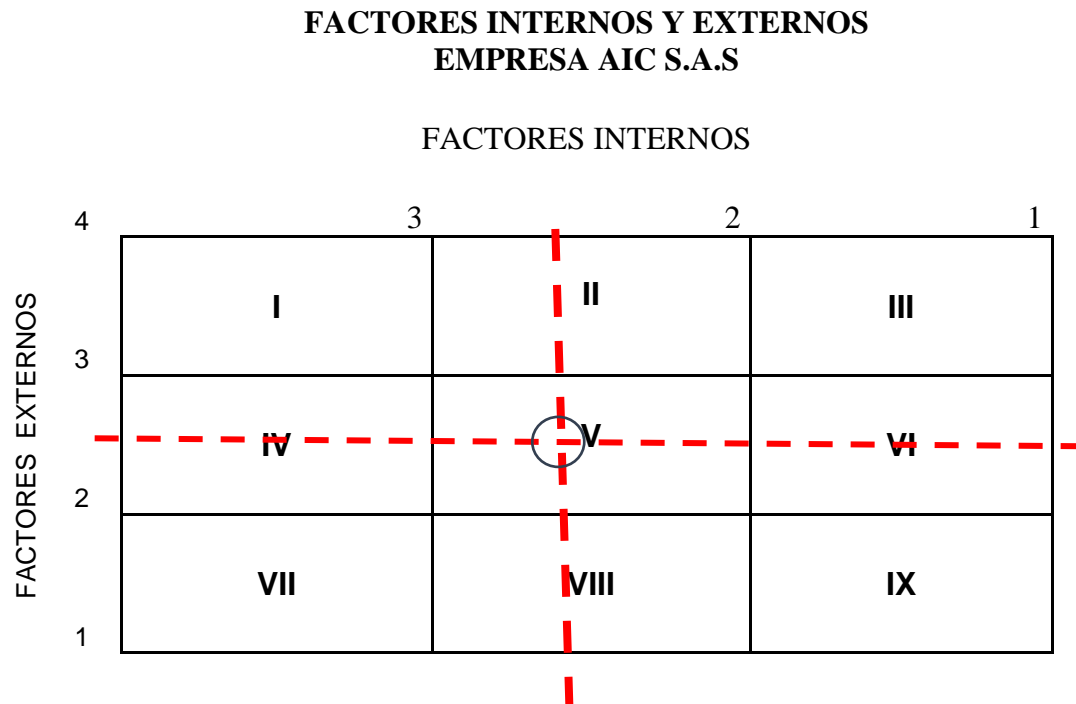 FACTORES INTERNOS Y EXTERNOS
EMPRESA AIC S.A.S
FACTORES INTERNOS
4 3 2 1
FACTORES EXTERNOS
I II III
3
IV V VI
2
VII VIII IX
1